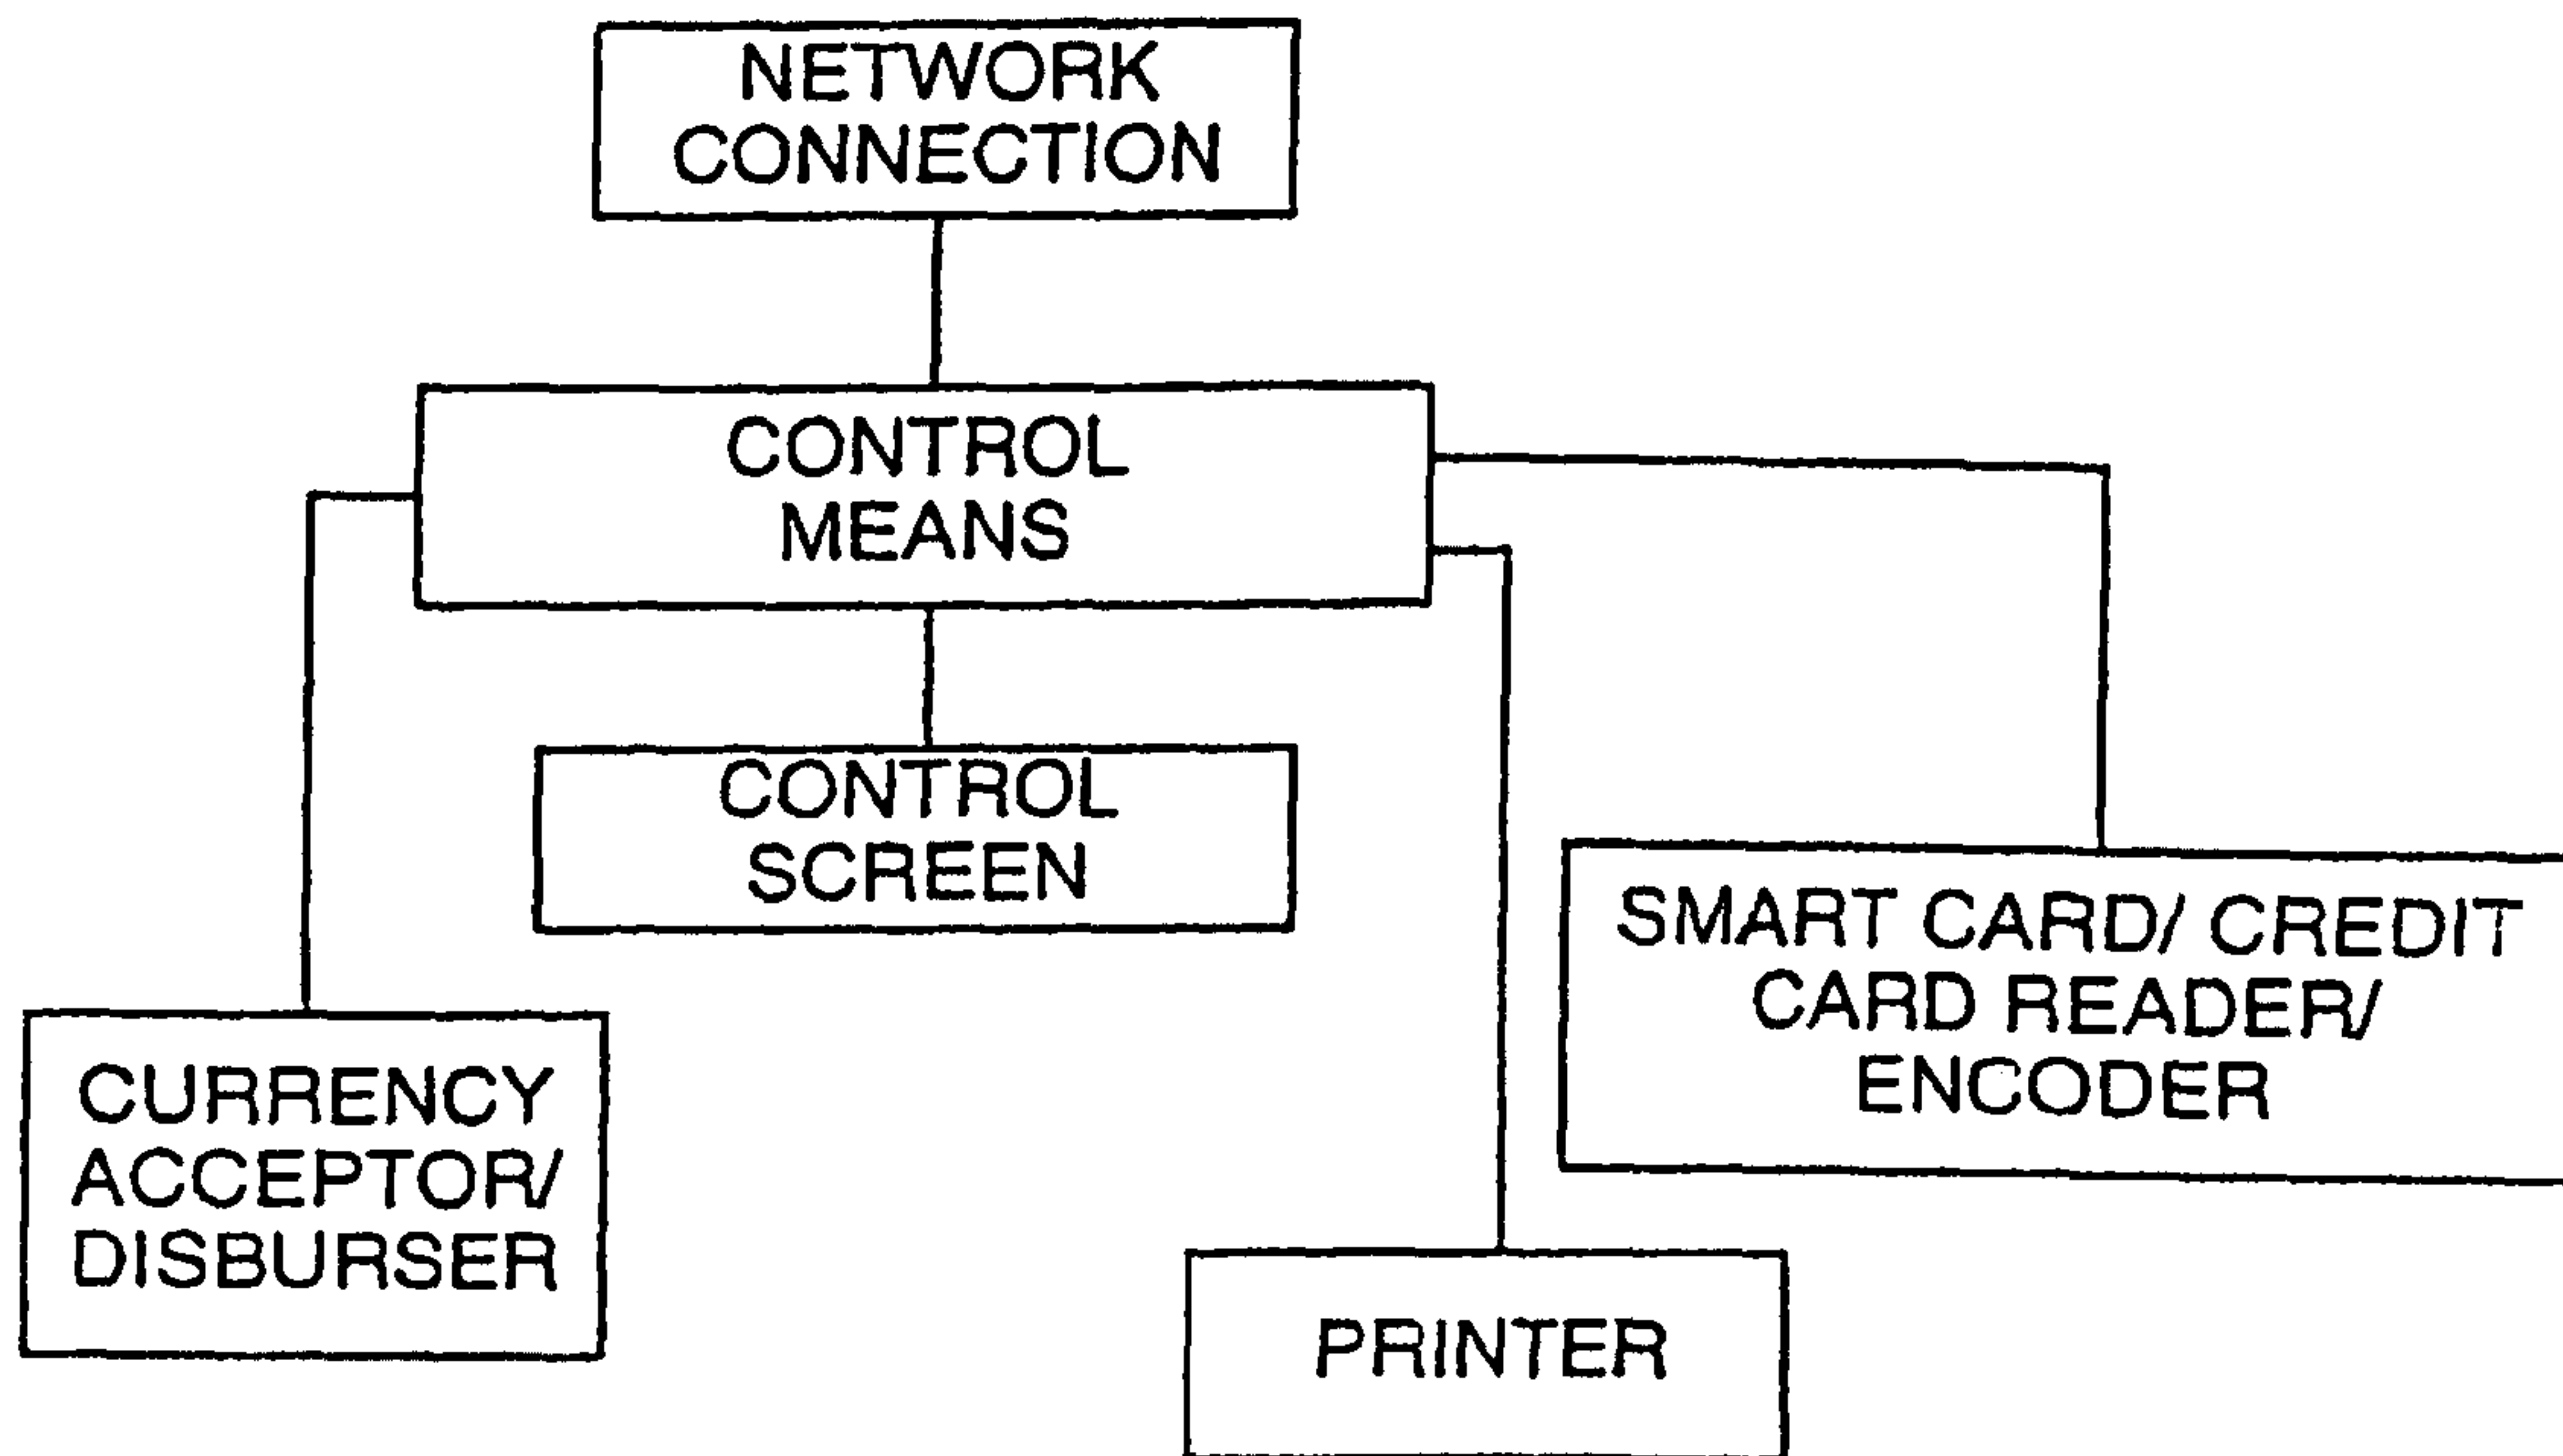 NETWORK
CONNECTION
CONTROL
MEANS
CONTROL
SCREEN
SMART CARD/ CREDIT
CARD READER/
ENCODER
CURRENCY
ACCEPTOR/
DISBURSER
PRINTER